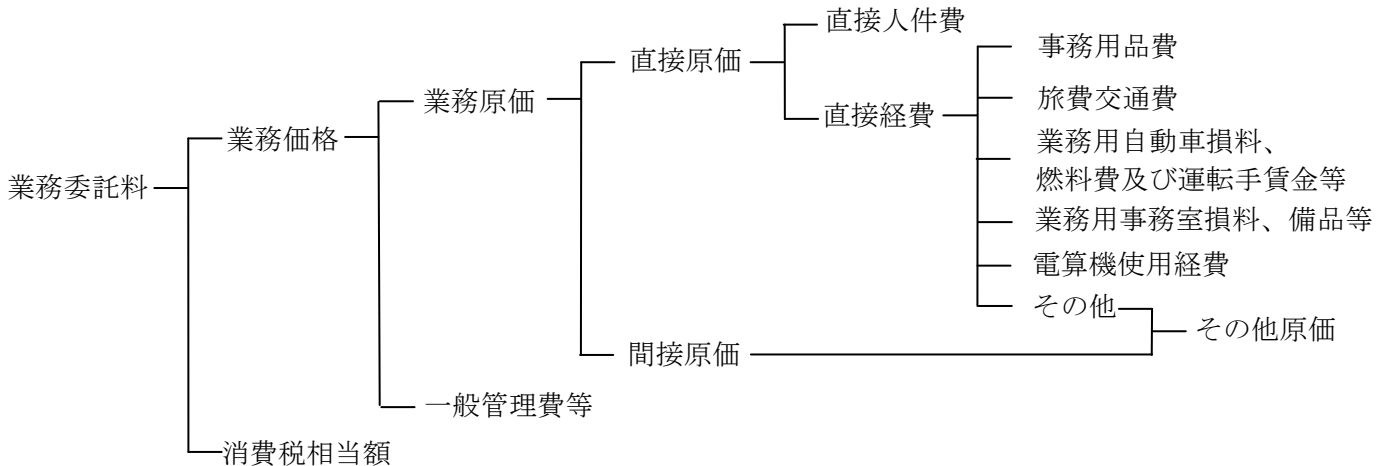 直接人件費
事務用品費
直接原価
旅費交通費
業務原価
直接経費
業務価格
業務用自動車損料、
燃料費及び運転手賃金等
業務委託料
業務用事務室損料、備品等
電算機使用経費
その他
その他原価
間接原価
一般管理費等
消費税相当額